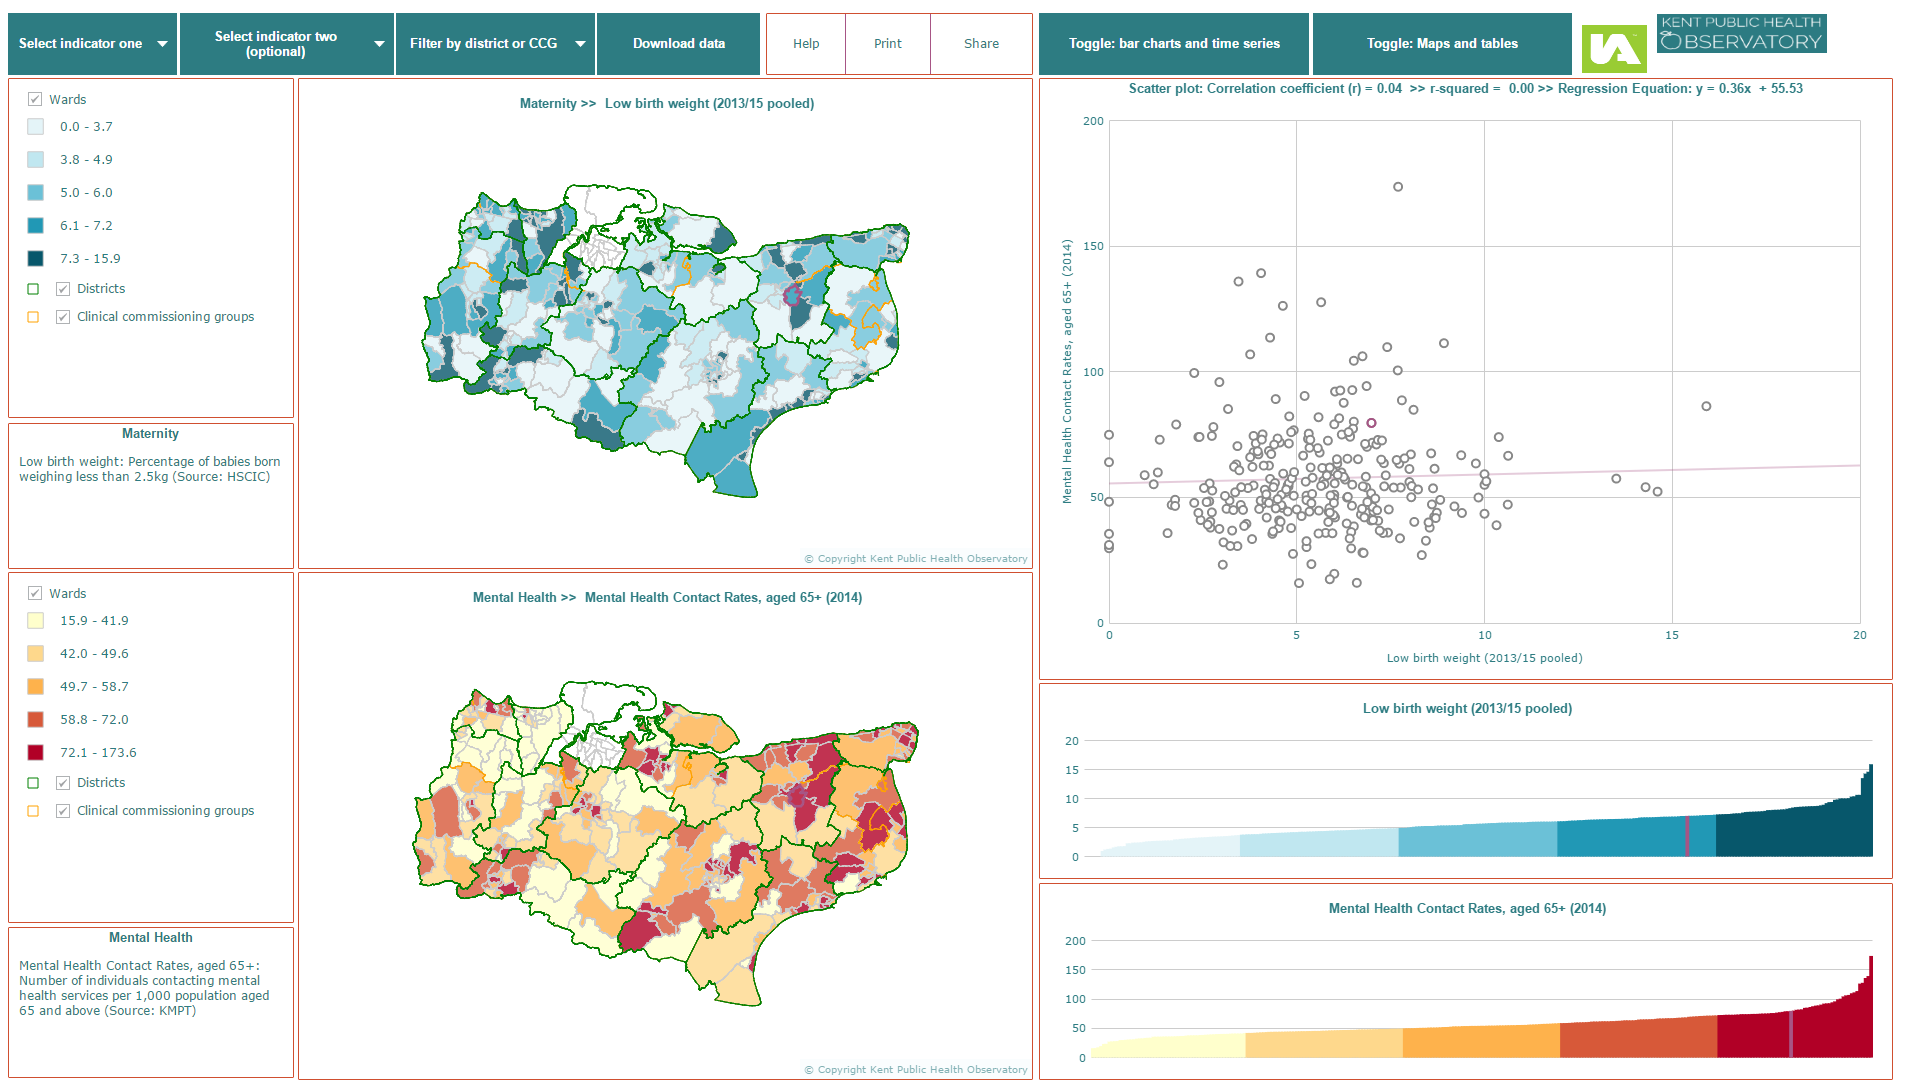 Select indicator one
Select indicator two
(optional)
Filter by district or CCG
Download data
Help
Print
Share
Toggle: bar charts and time series
Toggle: Maps and tables
IA
KENT PUBLIC HEALTH
OBSERVATORY
Wards
0.0 - 3.7
3.8 - 4.9
5.0 - 6.0
6.1 - 7.2
7.3 - 15.9
Districts
Clinical commissioning groups
Maternity
Low birth weight: Percentage of babies born
weighing less than 2.5kg (Source: HSCIC)
Maternity >> Low birth weight (2013/15 pooled)
© Copyright Kent Public Health Observatory
Wards
15.9 - 41.9
42.0 - 49.6
49.7 - 58.7
58.8 - 72.0
72.1 - 173.6
Districts
Clinical commissioning groups
Mental Health
Mental Health Contact Rates, aged 65+:
Number of individuals contacting mental
health services per 1,000 population aged
65 and above (Source: KMPT)
Mental Health >> Mental Health Contact Rates, aged 65+ (2014)
© Copyright Kent Public Health Observatory
Scatter plot: Correlation coefficient (r) = 0.04 >> r-squared = 0.00 >> Regression Equation: y = 0.36x + 55.53
200
150
100
50
0
Mental Health Contact Rates, aged 65+ (2014)
0 5 10 15 20
Low birth weight (2013/15 pooled)
Low birth weight (2013/15 pooled)
20
15
10
5
0
Mental Health Contact Rates, aged 65+ (2014)
200
150
100
50
0